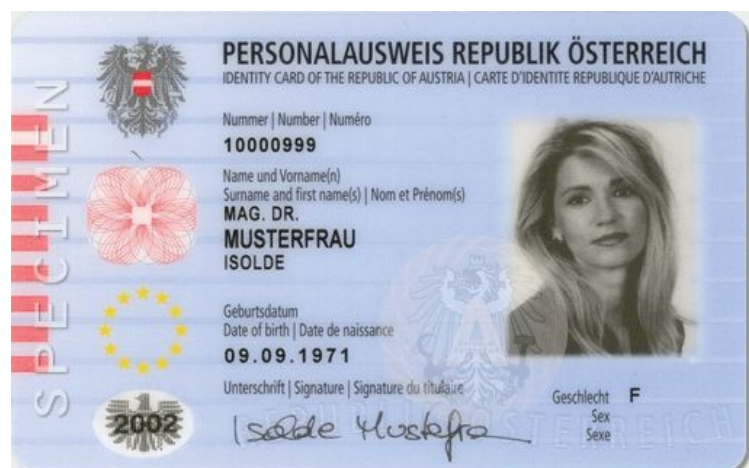 PERSONALAUSWEIS REPUBLIK ÖSTERREICH
IDENTITY CARD OF THE REPUBLIC OF AUSTRIA | CARTE D'IDENTITE REPUBLIQUE D'AUTRICHE
SPECIMEN
Nummer | Number | Numéro
10000999
Name und Vorname(n)
Surname and first name(s) | Nom et Prénom(s)
MAG. DR.
MUSTERFRAU
ISOLDE
Geburtsdatum
Date of birth | Date de naissance
09.09.1971
Unterschrift | Signature | Signature du titulaire
Geschlecht F
Sex
Sexe
2002
Isolde
REPUBLIK ÖSTERREICH